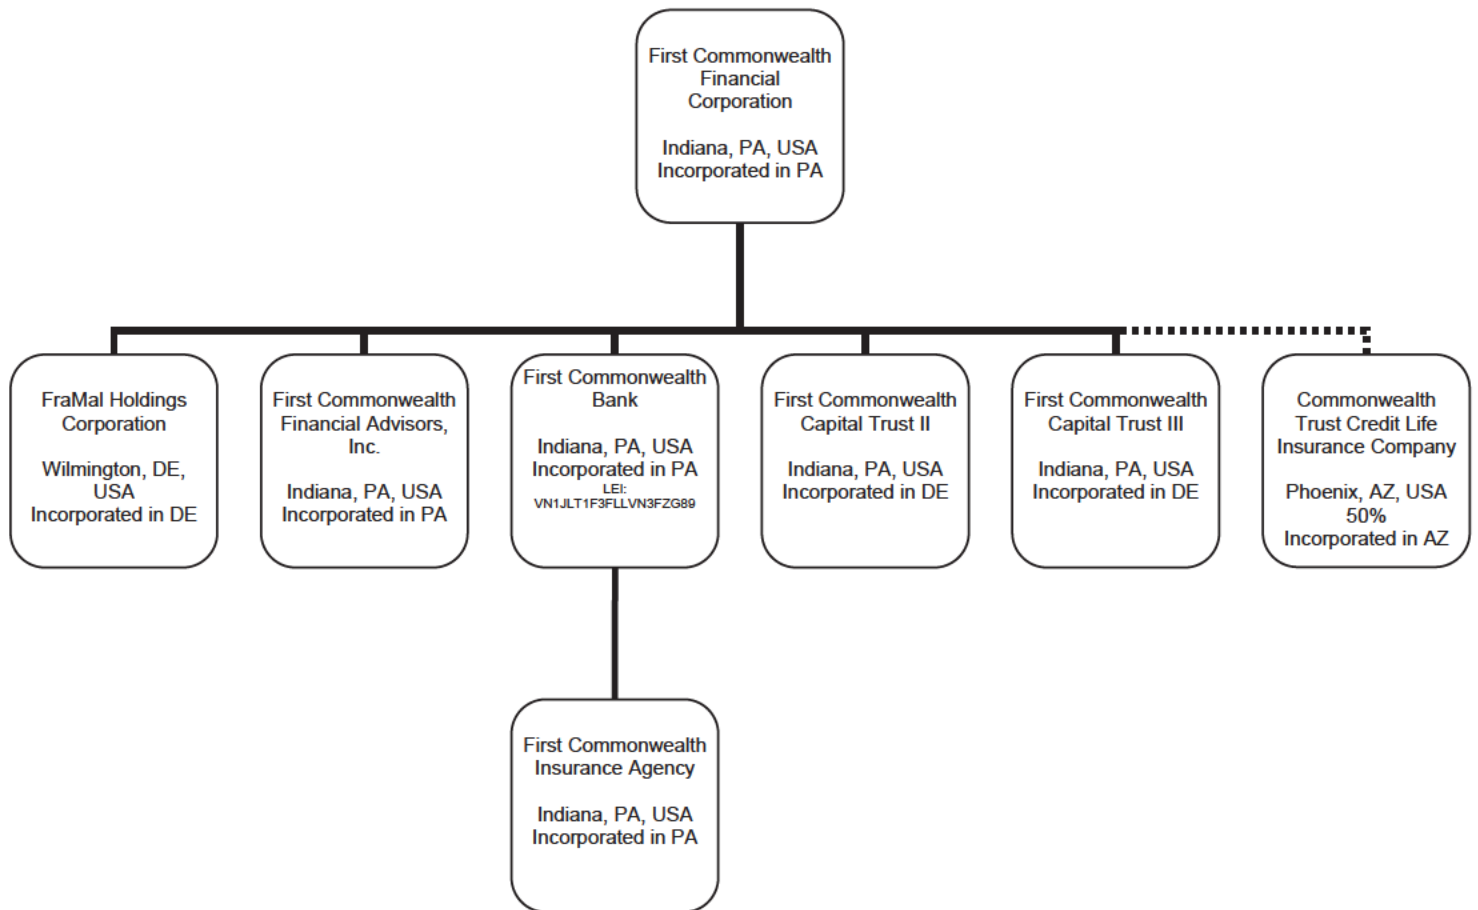 First Commonwealth
Financial
Corporation
Indiana, PA, USA
Incorporated in PA
FraMal Holdings
Corporation
Wilmington, DE,
USA
Incorporated in DE
First Commonwealth
Financial Advisors,
Inc.
Indiana, PA, USA
Incorporated in PA
First Commonwealth
Bank
Indiana, PA, USA
Incorporated in PA
LEI:
VN1JLT1F3FLLVN3FZG89
First Commonwealth
Capital Trust II
Indiana, PA, USA
Incorporated in DE
First Commonwealth
Capital Trust III
Indiana, PA, USA
Incorporated in DE
Commonwealth
Trust Credit Life
Insurance Company
Phoenix, AZ, USA
50%
Incorporated in AZ
First Commonwealth
Insurance Agency
Indiana, PA, USA
Incorporated in PA